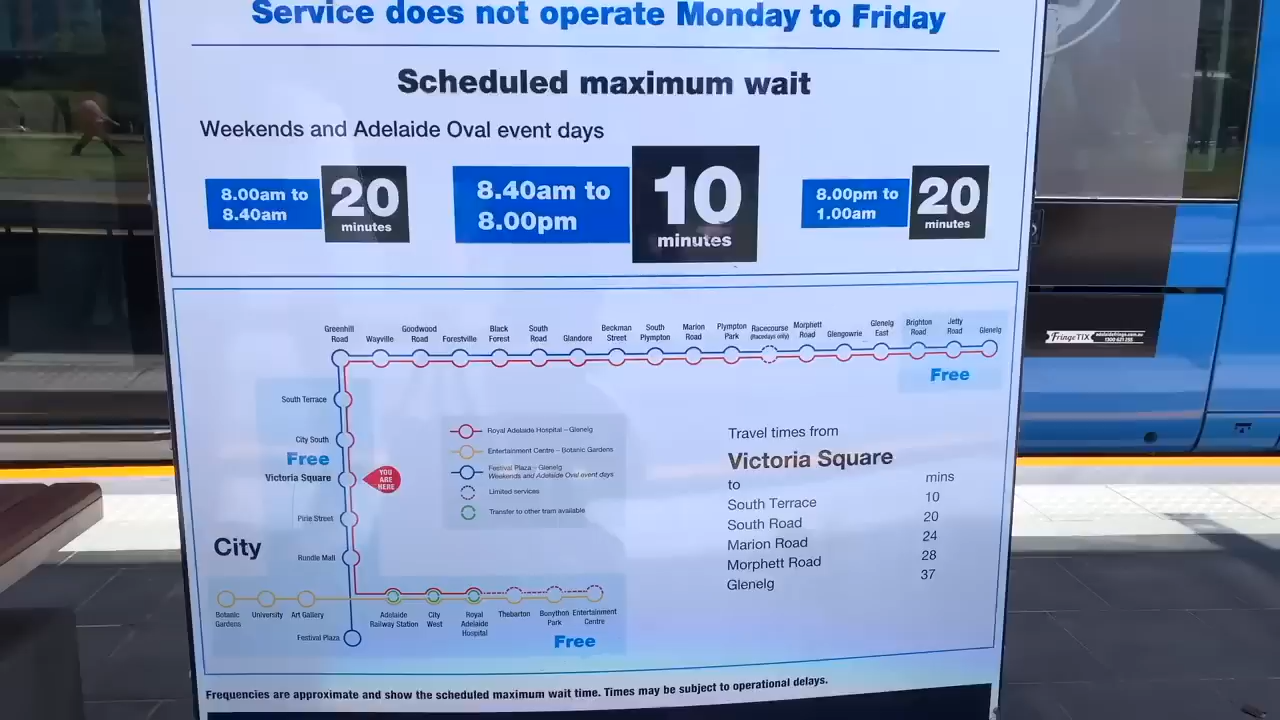 Service does not operate Monday to Friday
Scheduled maximum wait
Weekends and Adelaide Oval event days
8.00am to
8.40am
20
minutes
8.40am to
8.00pm
10
minutes
8.00pm to
1.00am
20
minutes
Greenhill
Road
Wayville
Goodwood
Road
Forestville
Black
Forest
South
Road
Glandore
Beckman
Street
South
Plympton
Marion
Road
Plympton
Park
Racecourse
(Racedays only)
Morphett
Road
Glengowrie
Glenelg
East
Brighton
Road
Jetty
Road
Glenelg
Free
South Terrace
City South
Free
Victoria Square
YOU
ARE
HERE
Pirie Street
City
Rundle Mall
Botanic
Gardens
University
Art Gallery
Adelaide
Railway Station
City
West
Royal
Adelaide
Hospital
Thebarton
Bonython
Park
Entertainment
Centre
Festival Plaza
Free
Royal Adelaide Hospital – Glenelg
Entertainment Centre – Botanic Gardens
Festival Plaza – Glenelg
Weekends and Adelaide Oval event days
Limited services
Transfer to other tram available
Travel times from
Victoria Square
to mins
South Terrace 10
South Road 20
Marion Road 24
Morphett Road 28
Glenelg 37
Frequencies are approximate and show the scheduled maximum wait time. Times may be subject to operational delays.
FringeTIX
adelaidefringe.com.au
1300 621 255